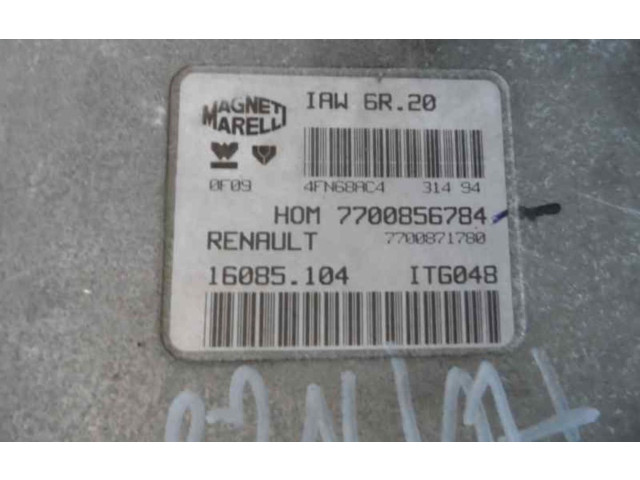 MAGNETI
MARELLI
IAW 6R.20
0F09 4FN68AC4 314 94
HOM 7700856784
RENAULT 7700871780
16085.104 ITG048